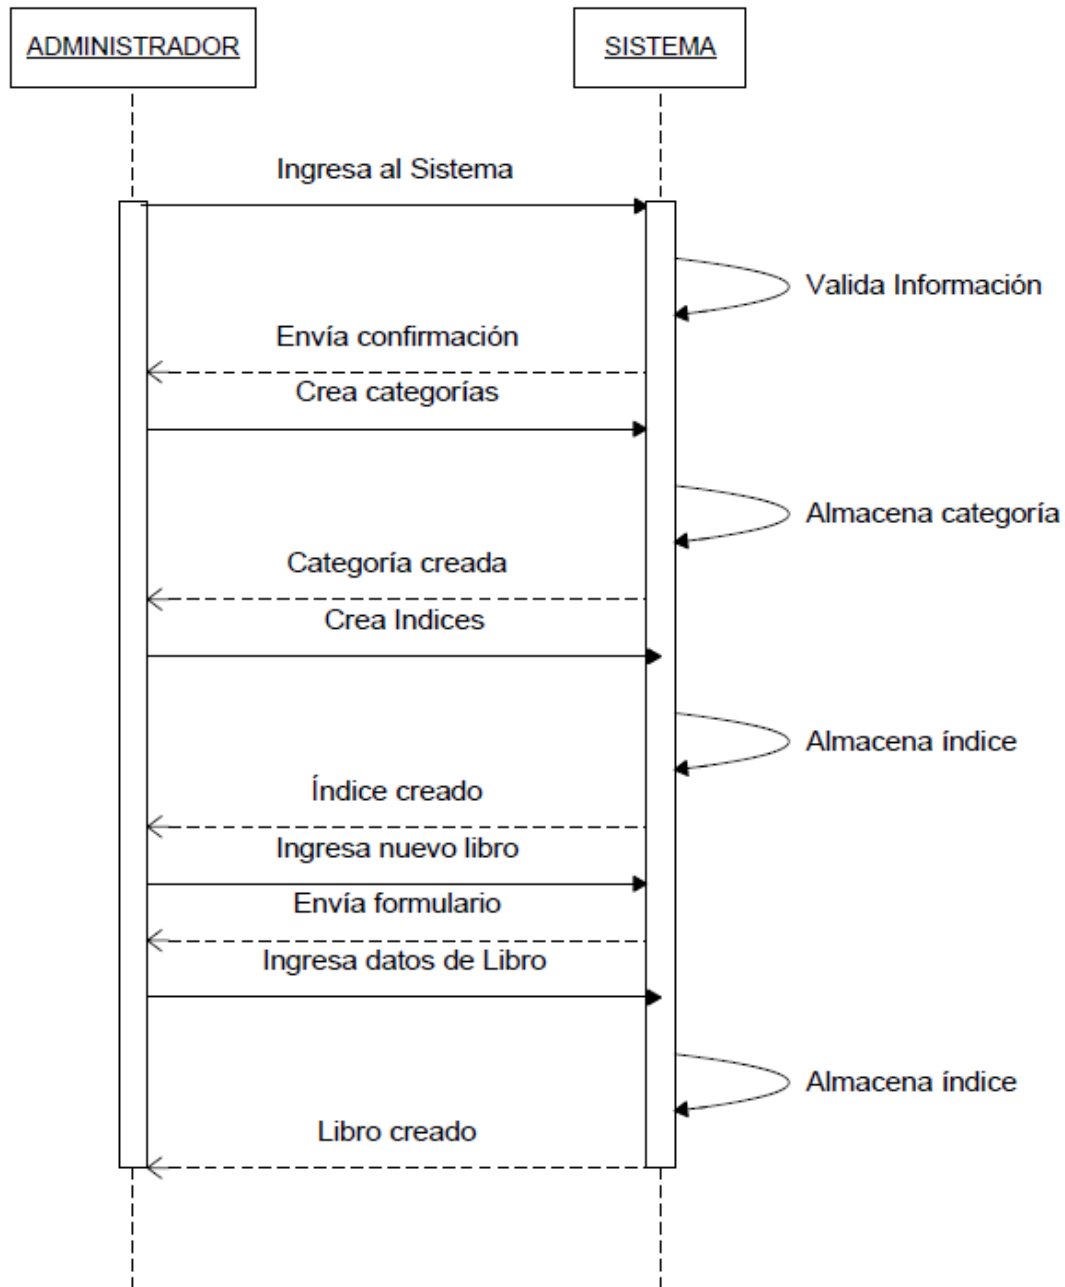 ADMINISTRADOR
SISTEMA
Ingresa al Sistema
Valida Información
Envía confirmación
Crea categorías
Almacena categoría
Categoría creada
Crea Indices
Almacena índice
Índice creado
Ingresa nuevo libro
Envía formulario
Ingresa datos de Libro
Almacena índice
Libro creado